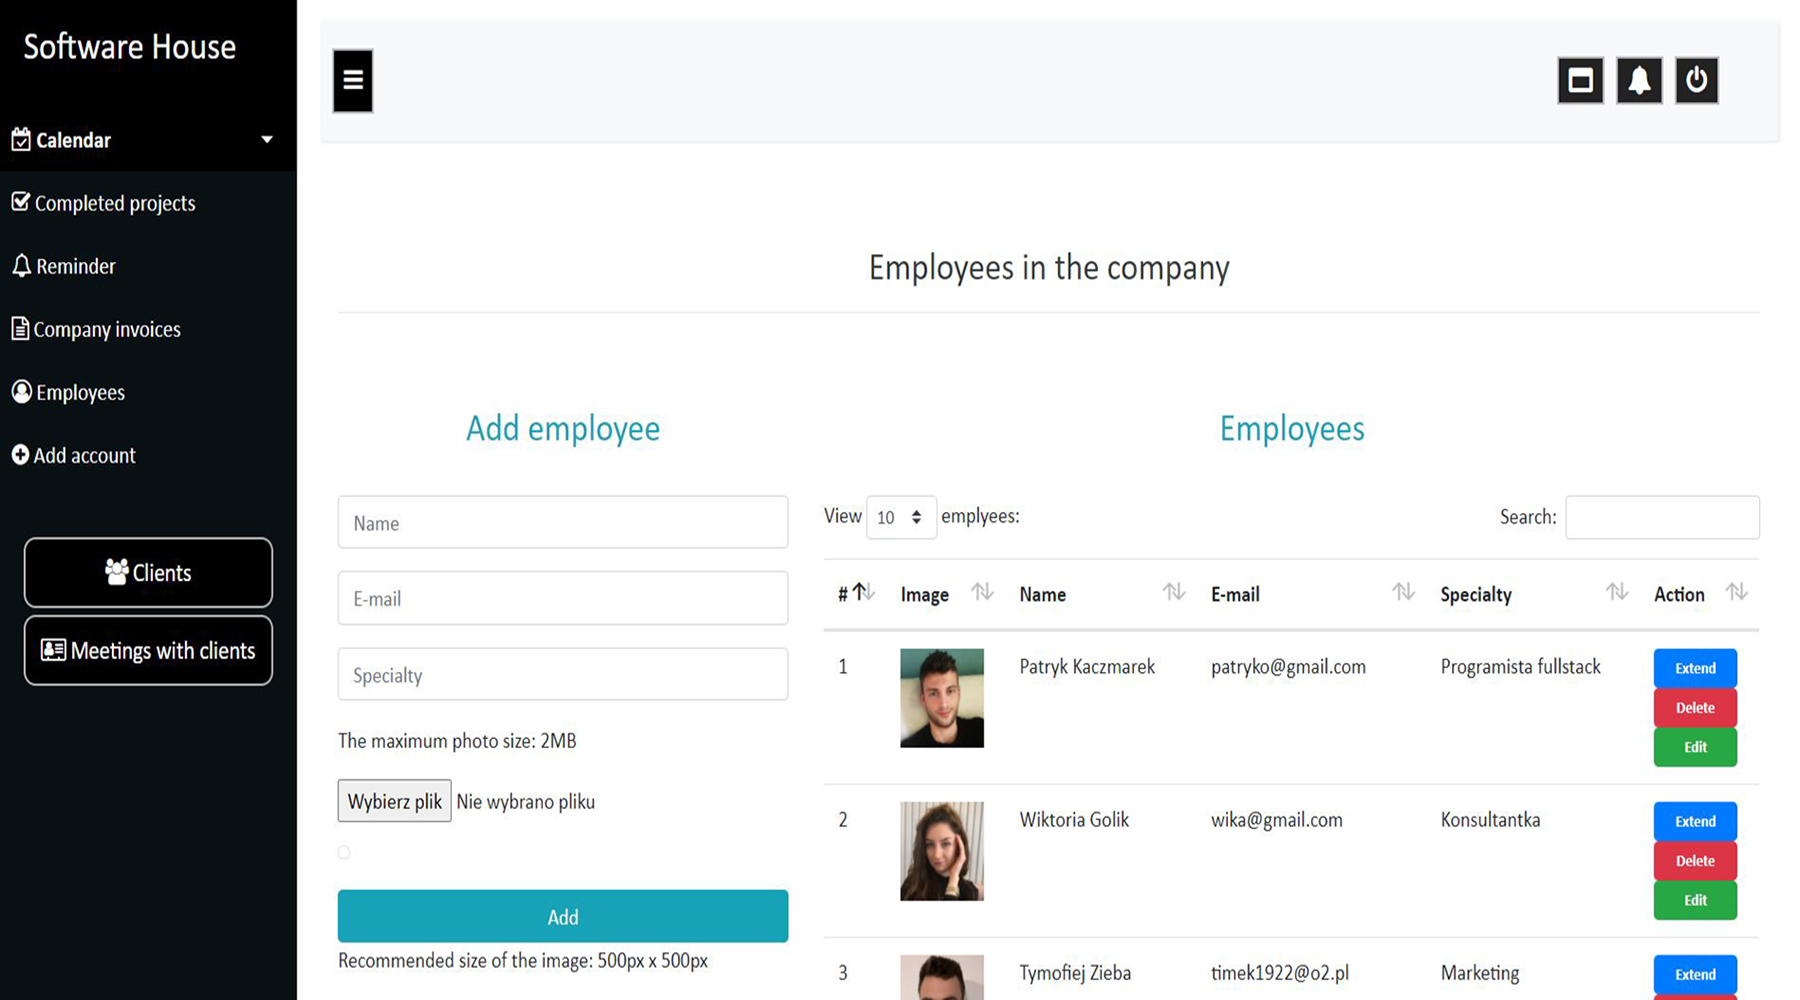 Software House
Calendar
Completed projects
Reminder
Company invoices
Employees
Add account
Clients
Meetings with clients
Employees in the company
Add employee
Name
E-mail
Specialty
The maximum photo size: 2MB
Wybierz plik Nie wybrano pliku
Add
Recommended size of the image: 500px x 500px
Employees
View 10 emplyees:
Search:
# Image Name E-mail Specialty Action
1 Patryk Kaczmarek patryko@gmail.com Programista fullstack Extend
Delete
Edit
2 Wiktoria Golik wika@gmail.com Konsultantka Extend
Delete
Edit
3 Tymofiej Zieba timek1922@o2.pl Marketing Extend